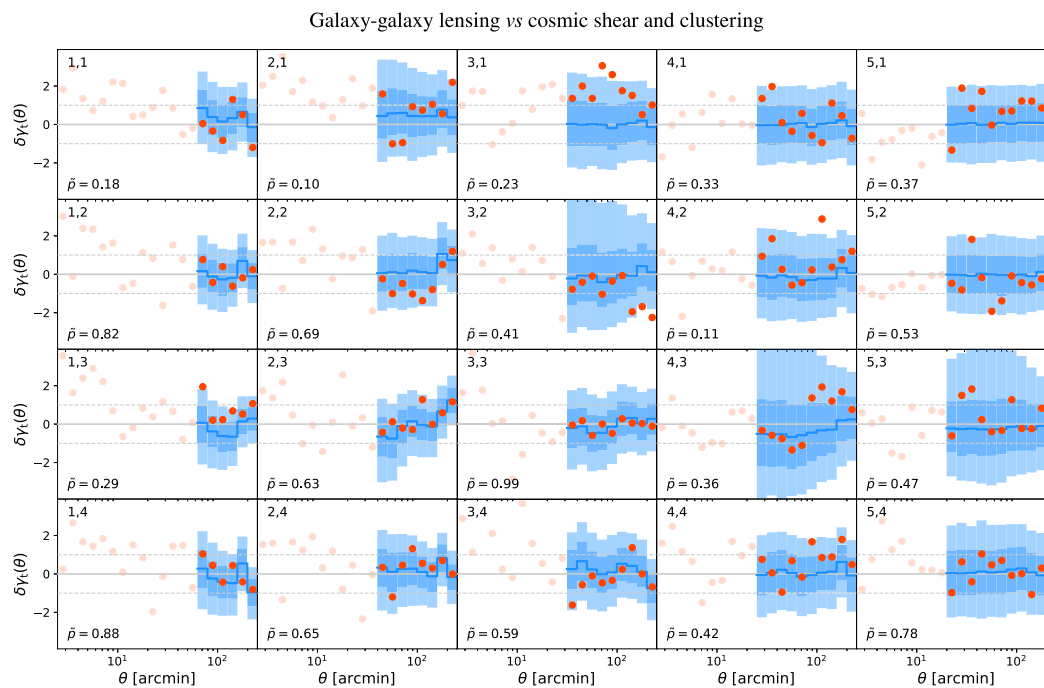 Galaxy-galaxy lensing vs cosmic shear and clustering
1,1 2,1 3,1 4,1 5,1
2
0
−2
δγt(θ)
p̃ = 0.18 p̃ = 0.10 p̃ = 0.23 p̃ = 0.33 p̃ = 0.37
1,2 2,2 3,2 4,2 5,2
2
0
−2
δγt(θ)
p̃ = 0.82 p̃ = 0.69 p̃ = 0.41 p̃ = 0.11 p̃ = 0.53
1,3 2,3 3,3 4,3 5,3
2
0
−2
δγt(θ)
p̃ = 0.29 p̃ = 0.63 p̃ = 0.99 p̃ = 0.36 p̃ = 0.47
1,4 2,4 3,4 4,4 5,4
2
0
−2
δγt(θ)
p̃ = 0.88 p̃ = 0.65 p̃ = 0.59 p̃ = 0.42 p̃ = 0.78
10¹ 10² 10¹ 10² 10¹ 10² 10¹ 10² 10¹ 10²
θ [arcmin] θ [arcmin] θ [arcmin] θ [arcmin] θ [arcmin]